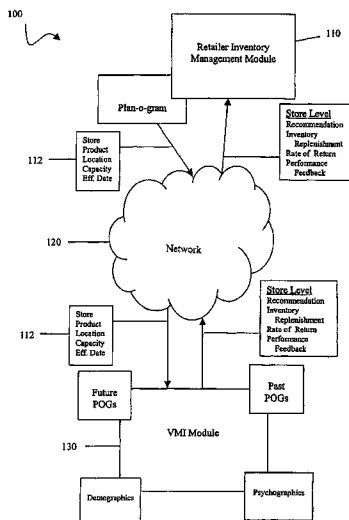 100
110
Retailer Inventory
Management Module
Plan-o-gram
112
Store
Product
Location
Capacity
Eff. Date
Store Level
Recommendation
Inventory
Replenishment
Rate of Return
Performance
Feedback
120
Network
112
Store
Product
Location
Capacity
Eff. Date
Store Level
Recommendation
Inventory
Replenishment
Rate of Return
Performance
Feedback
Future
POGs
Past
POGs
VMI Module
130
Demographics
Psychographics